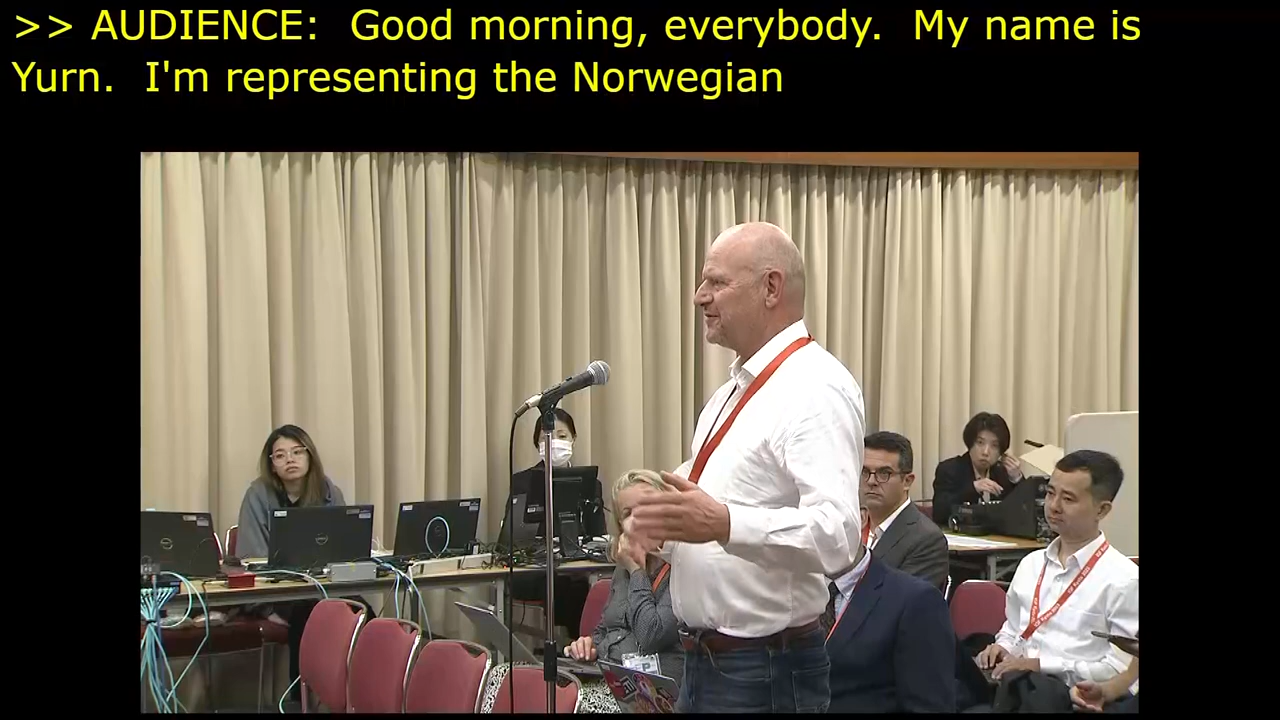 >> AUDIENCE:  Good morning, everybody.  My name is
Yurn.  I'm representing the Norwegian